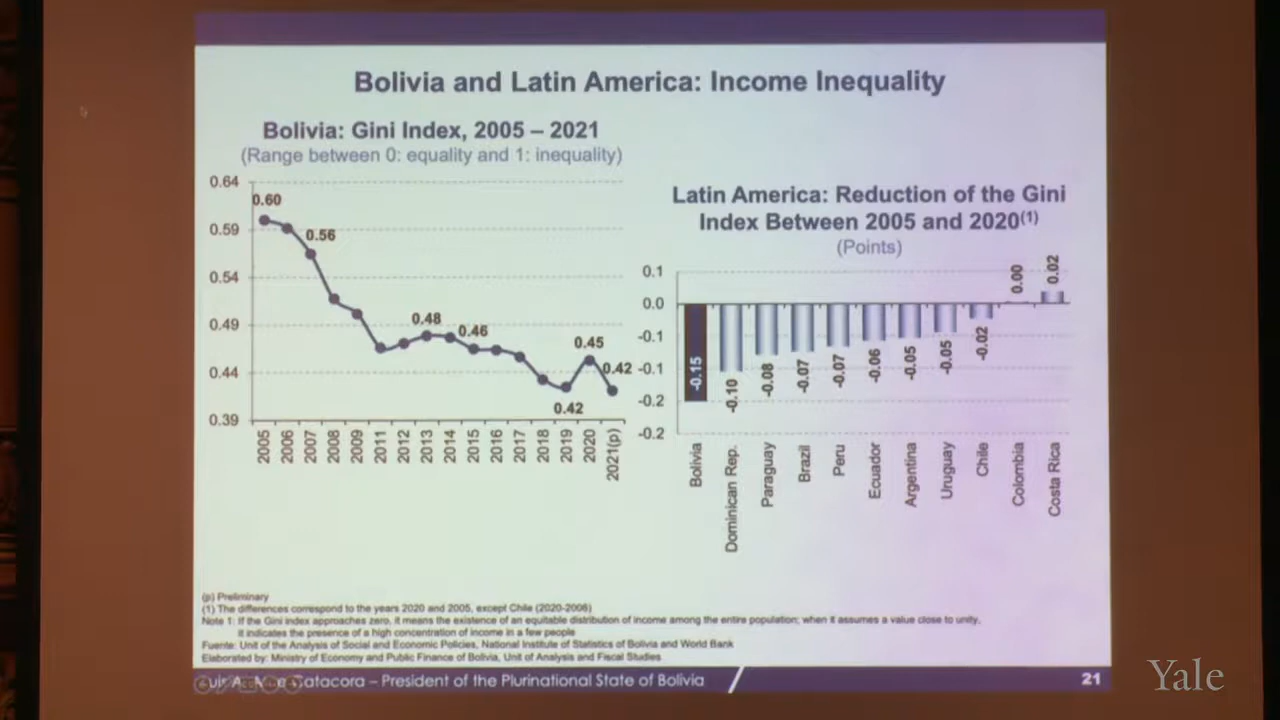 Bolivia and Latin America: Income Inequality
Bolivia: Gini Index, 2005 – 2021
(Range between 0: equality and 1: inequality)
0.64
0.59
0.54
0.49
0.44
0.39
0.60
0.56
0.48
0.46
0.45
0.42
0.42
2005
2006
2007
2008
2009
2011
2012
2013
2014
2015
2016
2017
2018
2019
2020
2021(p)
Latin America: Reduction of the Gini
Index Between 2005 and 2020(1)
(Points)
0.1
0.0
-0.1
-0.1
-0.2
-0.2
-0.15
-0.10
-0.08
-0.07
-0.07
-0.06
-0.05
-0.05
-0.02
0.00
0.02
Bolivia
Dominican Rep.
Paraguay
Brazil
Peru
Ecuador
Argentina
Uruguay
Chile
Colombia
Costa Rica
(p) Preliminary
(1) The differences correspond to the years 2020 and 2005, except Chile
Note 1: If the Gini index approaches zero, it means the existence of an equitable distribution of income among the entire population; when it assumes a value close to unity,
it indicates the presence of a high concentration of income in a few people
Fuente: Unit of the Analysis of Social and Economic Policies, National Institute of Statistics of Bolivia and World Bank
Elaborated by: Ministry of Economy and Public Finance of Bolivia, Unit of Analysis and Fiscal Studies
Catacora – President of the Plurinational State of Bolivia
21
Yale